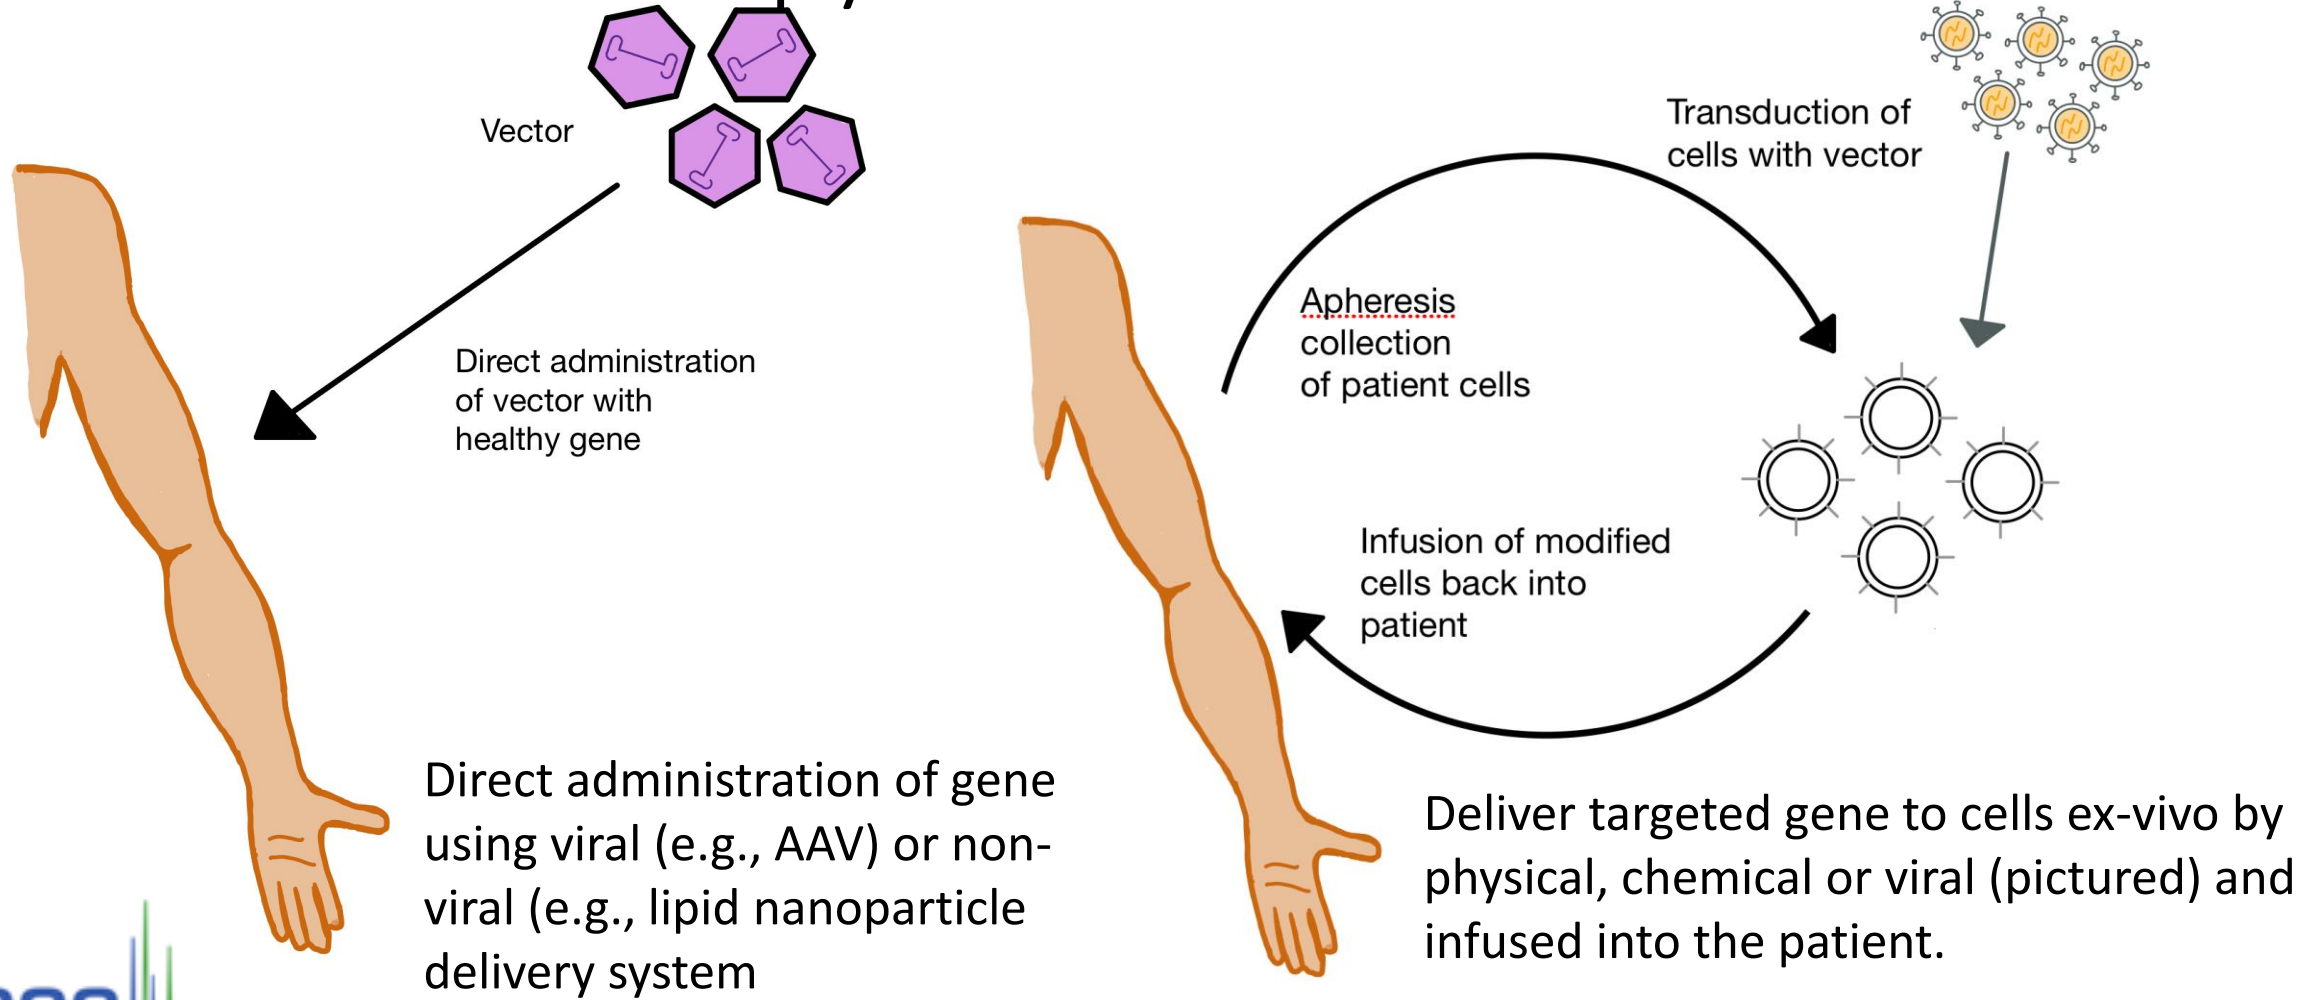 Vector
Direct administration
of vector with
healthy gene
Direct administration of gene
using viral (e.g., AAV) or non-
viral (e.g., lipid nanoparticle
delivery system
Transduction of
cells with vector
Apheresis
collection
of patient cells
Infusion of modified
cells back into
patient
Deliver targeted gene to cells ex-vivo by
physical, chemical or viral (pictured) and
infused into the patient.